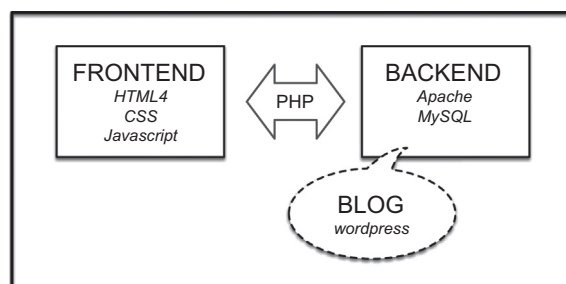 FRONTEND
HTML4
CSS
Javascript
PHP
BACKEND
Apache
MySQL
BLOG
wordpress